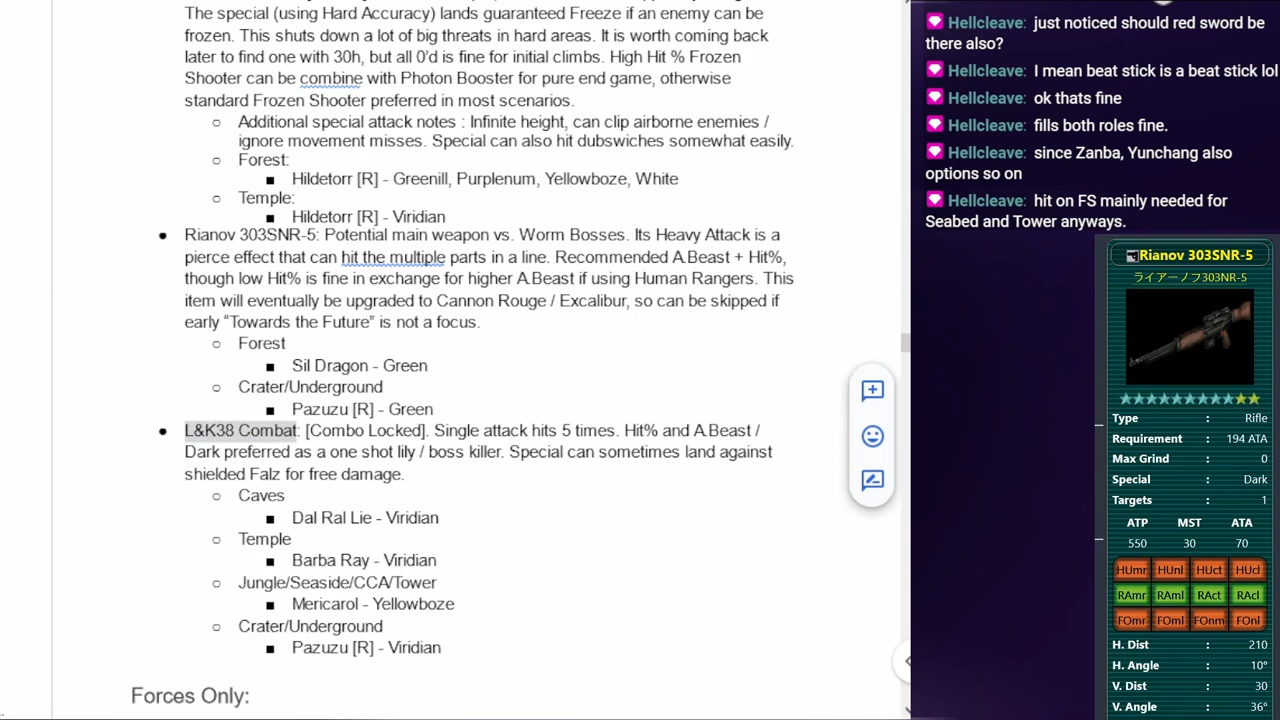 The special (using Hard Accuracy) lands guaranteed Freeze if an enemy can be
frozen. This shuts down a lot of big threats in hard areas. It is worth coming back
later to find one with 30h, but all 0'd is fine for initial climbs. High Hit % Frozen
Shooter can be combine with Photon Booster for pure end game, otherwise
standard Frozen Shooter preferred in most scenarios.
○ Additional special attack notes : Infinite height, can clip airborne enemies /
ignore movement misses. Special can also hit dubswiches somewhat easily.
○ Forest:
■ Hildetorr [R] - Greenill, Purplenum, Yellowboze, White
○ Temple:
■ Hildetorr [R] - Viridian
● Rianov 303SNR-5: Potential main weapon vs. Worm Bosses. Its Heavy Attack is a
pierce effect that can hit the multiple parts in a line. Recommended A.Beast + Hit%,
though low Hit% is fine in exchange for higher A.Beast if using Human Rangers. This
item will eventually be upgraded to Cannon Rouge / Excalibur, so can be skipped if
early “Towards the Future” is not a focus.
○ Forest
■ Sil Dragon - Green
○ Crater/Underground
■ Pazuzu [R] - Green
● L&K38 Combat: [Combo Locked]. Single attack hits 5 times. Hit% and A.Beast /
Dark preferred as a one shot lily / boss killer. Special can sometimes land against
shielded Falz for free damage.
○ Caves
■ Dal Ral Lie - Viridian
○ Temple
■ Barba Ray - Viridian
○ Jungle/Seaside/CCA/Tower
■ Mericarol - Yellowboze
○ Crater/Underground
■ Pazuzu [R] - Viridian
Forces Only:
Hellcleave: just noticed should red sword be
there also?
Hellcleave: I mean beat stick is a beat stick lol
Hellcleave: ok thats fine
Hellcleave: fills both roles fine.
Hellcleave: since Zanba, Yunchang also
options so on
Hellcleave: hit on FS mainly needed for
Seabed and Tower anyways.
Rianov 303SNR-5
ライアーノフ303SNR-5
Type Rifle
Requirement : 194 ATA
Max Grind : 0
Special : Dark
Targets : 1
ATP MST ATA
550 30 70
HUmr HUnl HUct HUcl
RAmr RAml RAct RAcl
FOmr FOml FOnm FOnl
H. Dist : 210
H. Angle : 10°
V. Dist : 30
V. Angle : 36°